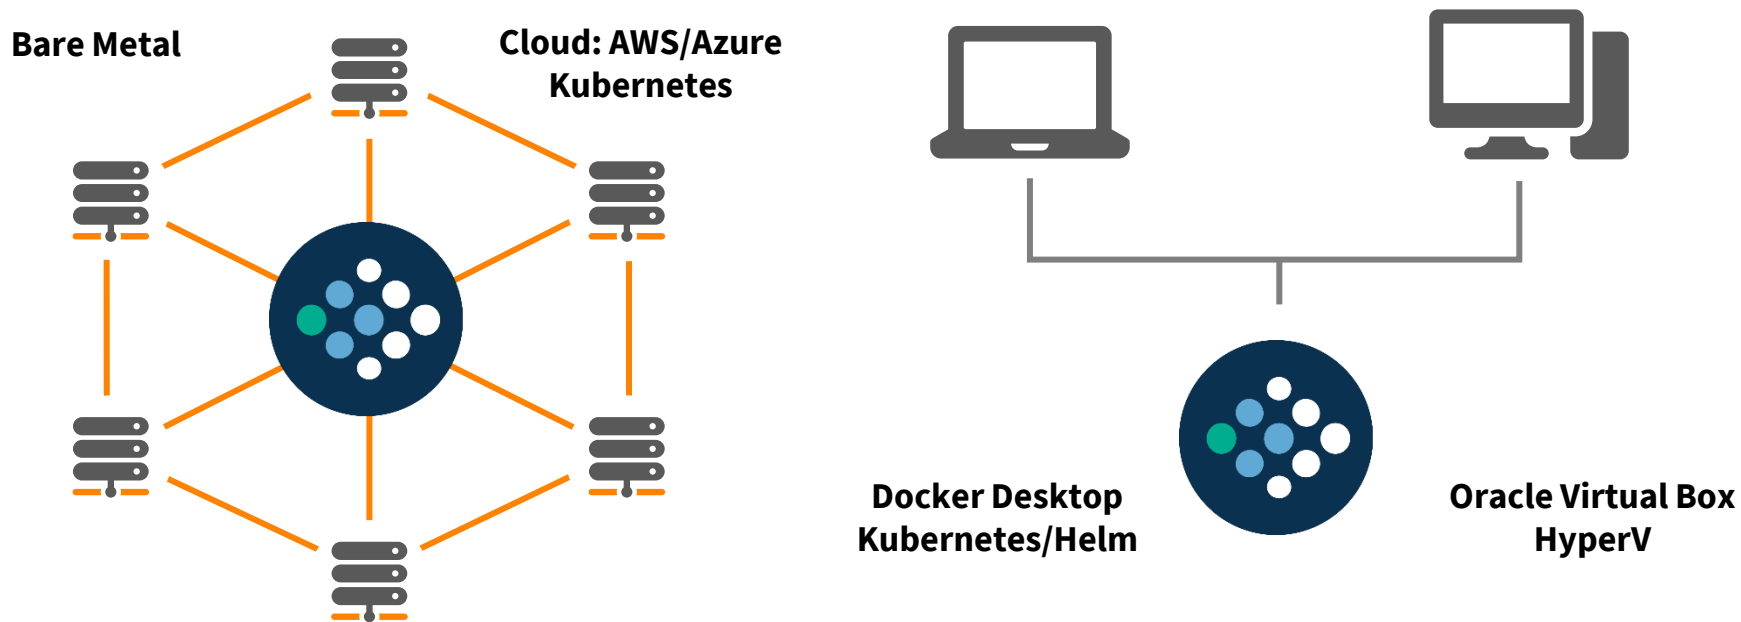 Bare Metal
Cloud: AWS/Azure
Kubernetes
Docker Desktop
Kubernetes/Helm
Oracle Virtual Box
HyperV